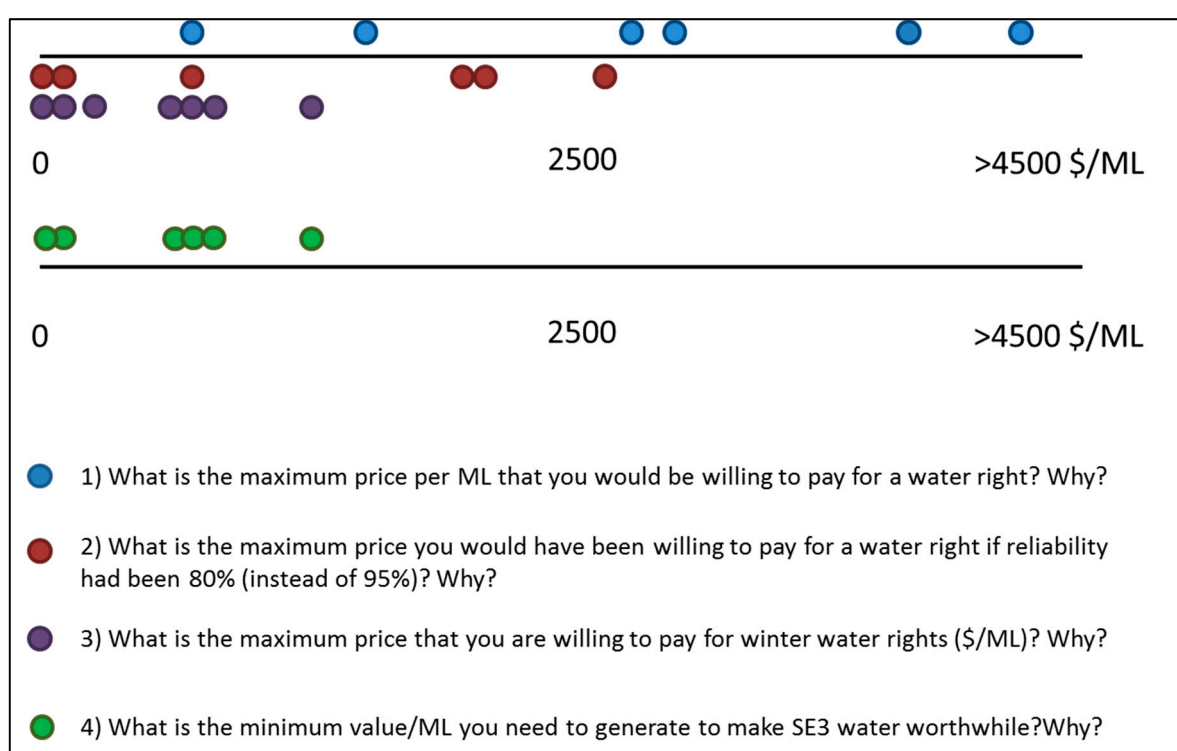 0 2500 >4500 $/ML
0 2500 >4500 $/ML
1) What is the maximum price per ML that you would be willing to pay for a water right? Why?
2) What is the maximum price you would have been willing to pay for a water right if reliability
had been 80% (instead of 95%)? Why?
3) What is the maximum price that you are willing to pay for winter water rights ($/ML)? Why?
4) What is the minimum value/ML you need to generate to make SE3 water worthwhile?Why?